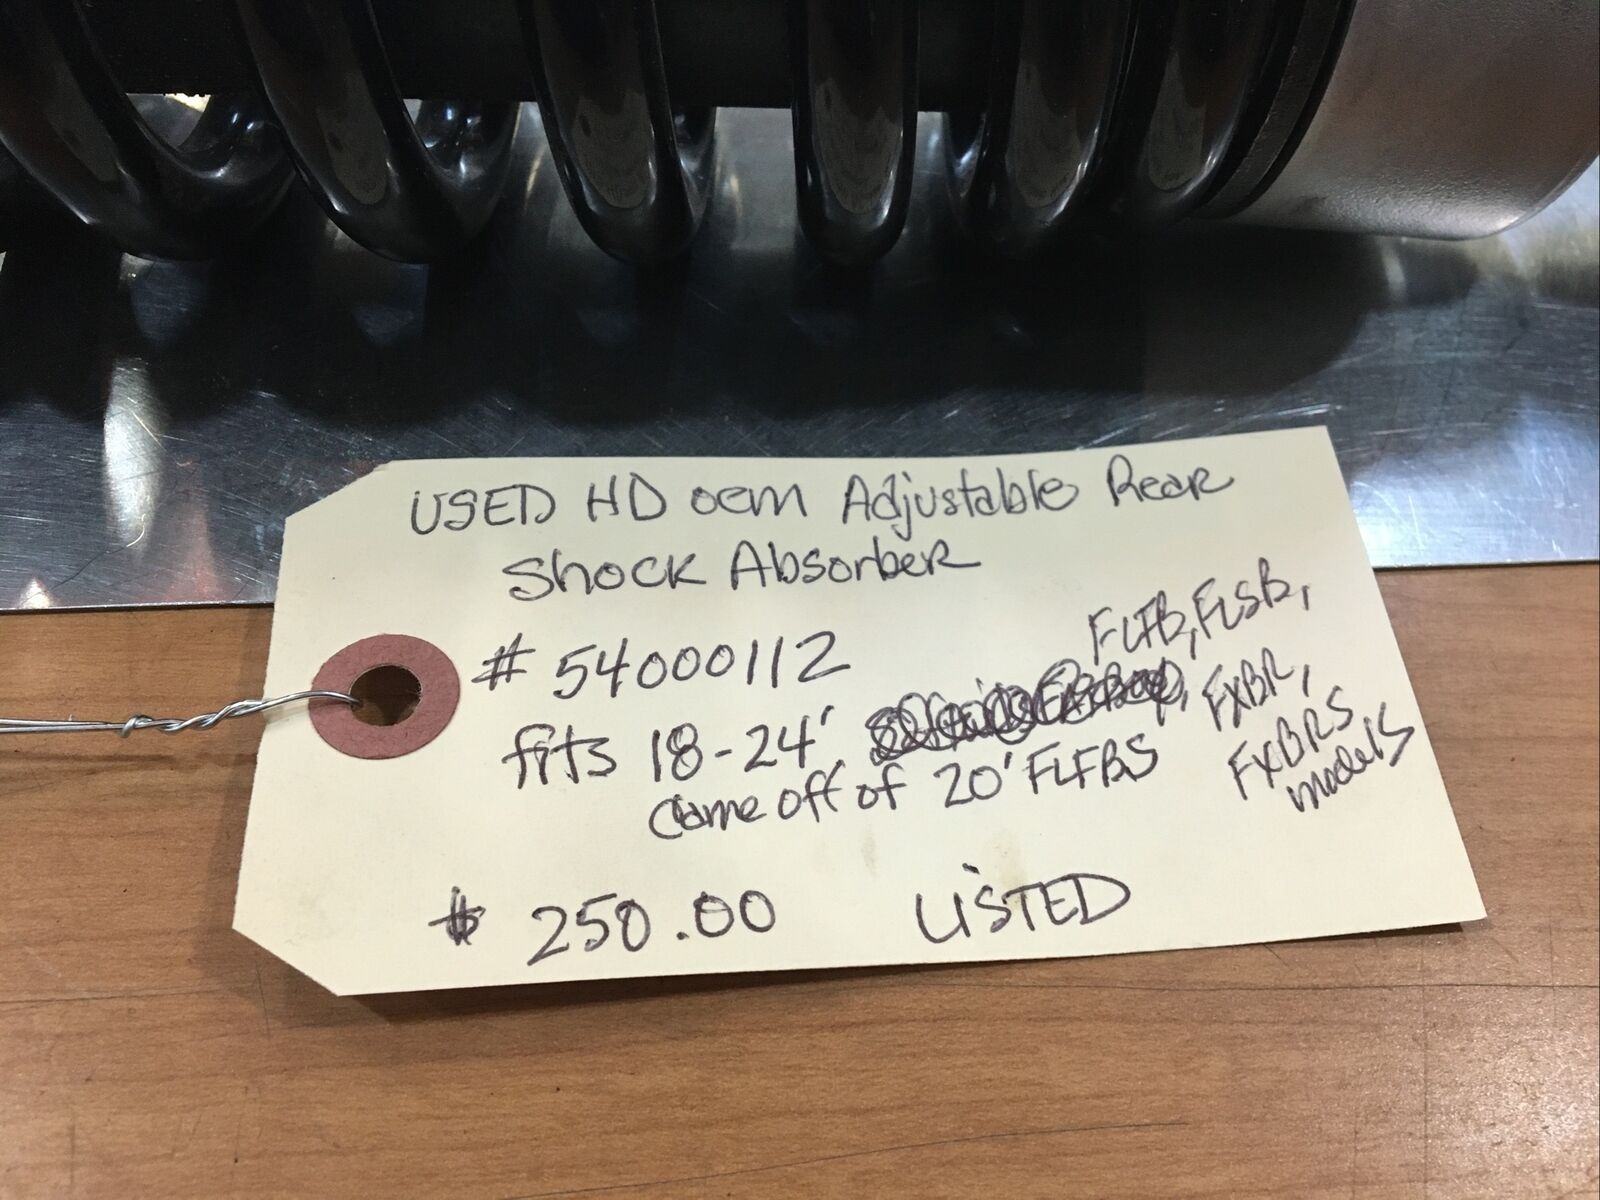 USED HD OEM Adjustable Rear
Shock Absorber
# 54000112
fits 18-24' FLFB, FLSB,
FXBR,
FXBRS
models
Came off of 20' FLFBS
$ 250.00 LISTED